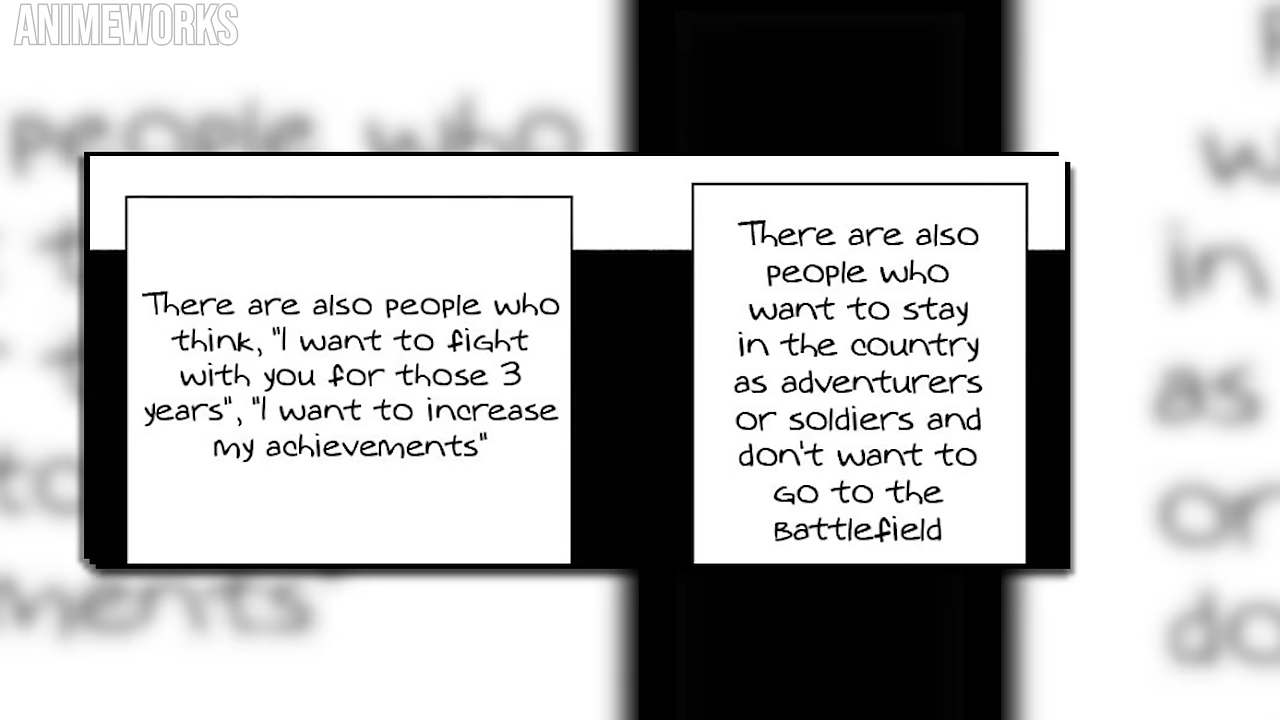 ANIMEWORKS
There are also people who
think, "I want to fight
with you for those 3
years", "I want to increase
my achievements"
There are also
people who
want to stay
in the country
as adventurers
or soldiers and
don't want to
go to the
Battlefield